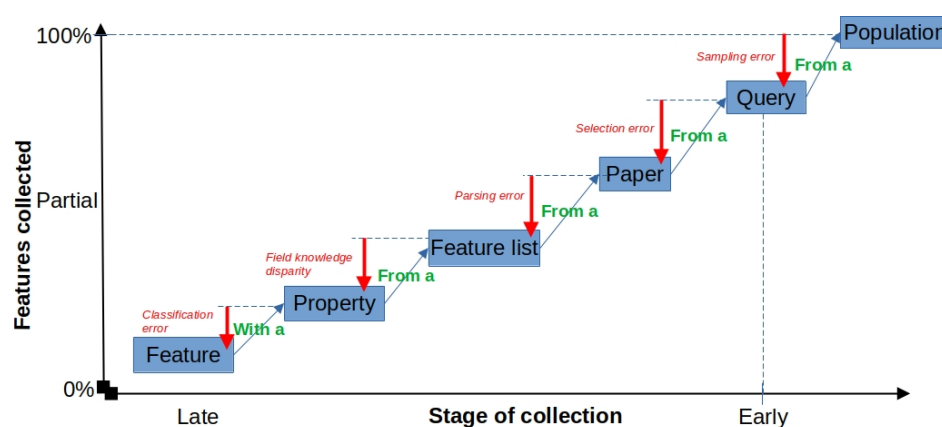 Population
100%
Sampling error
From a
Query
Selection error
From a
Paper
Features collected
Partial
Parsing error
From a
Feature list
Field knowledge
disparity
From a
Property
Classification
error
With a
Feature
0%
Late
Stage of collection
Early